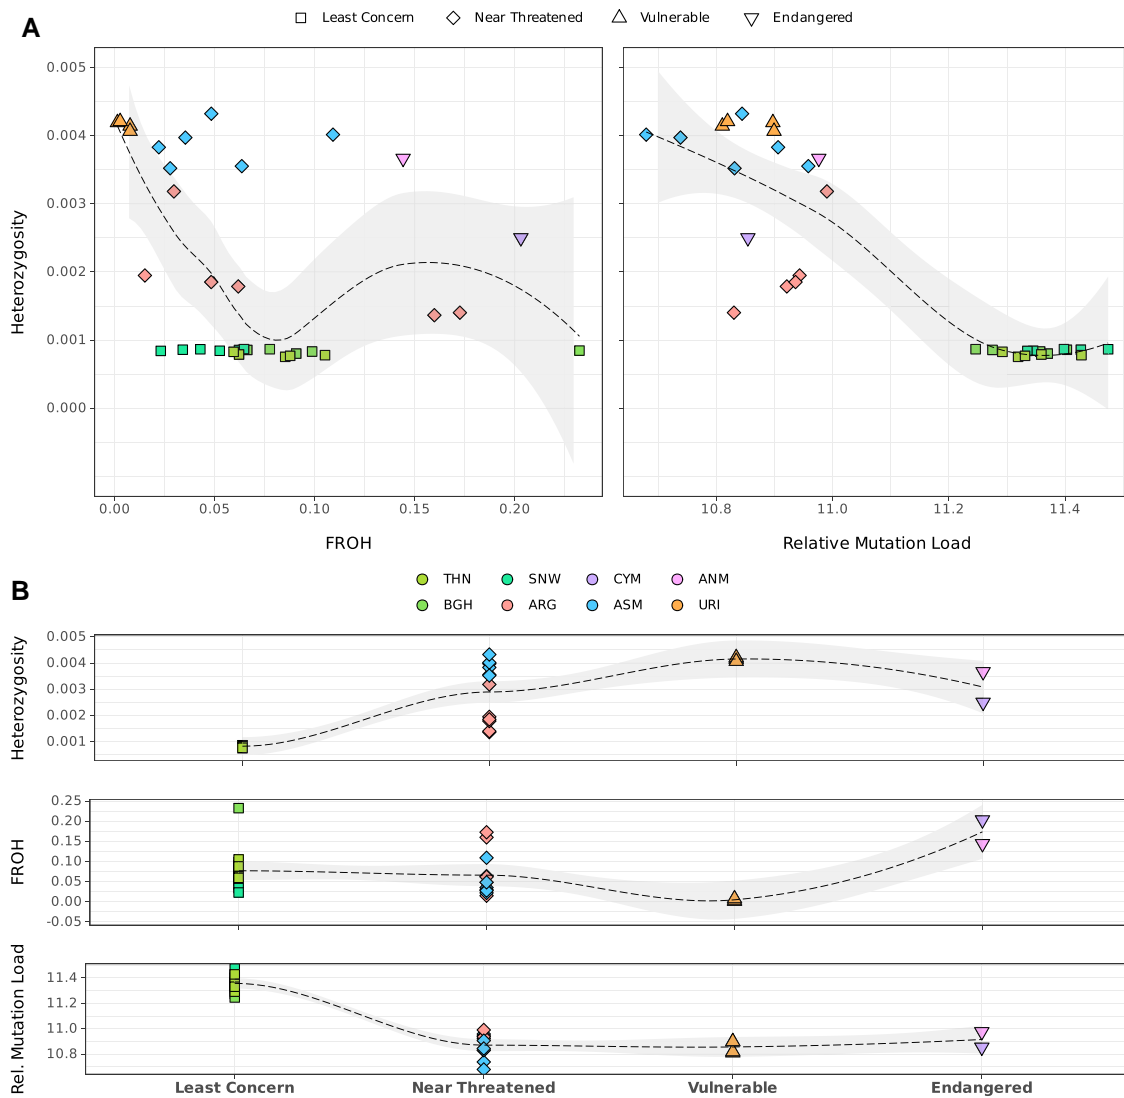 A
Least Concern Near Threatened Vulnerable Endangered
Heterozygosity
0.005
0.004
0.003
0.002
0.001
0.000
0.00 0.05 0.10 0.15 0.20
10.8 11.0 11.2 11.4
FROH
Relative Mutation Load
B
THN SNW CYM ANM
BGH ARG ASM URI
Heterozygosity
0.005
0.004
0.003
0.002
0.001
FROH
0.25
0.20
0.15
0.10
0.05
0.00
-0.05
Rel. Mutation Load
11.4
11.2
11.0
10.8
Least Concern Near Threatened Vulnerable Endangered